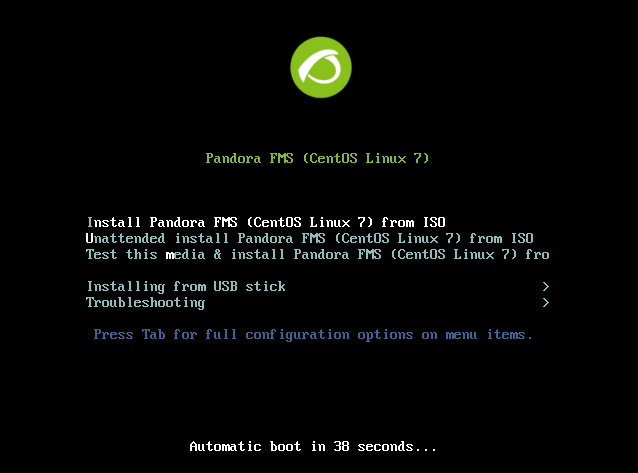 Pandora FMS (CentOS Linux 7)
Install Pandora FMS (CentOS Linux 7) from ISO
Unattended install Pandora FMS (CentOS Linux 7) from ISO
Test this media & install Pandora FMS (CentOS Linux 7) fro
Installing from USB stick >
Troubleshooting >
Press Tab for full configuration options on menu items.
Automatic boot in 38 seconds...